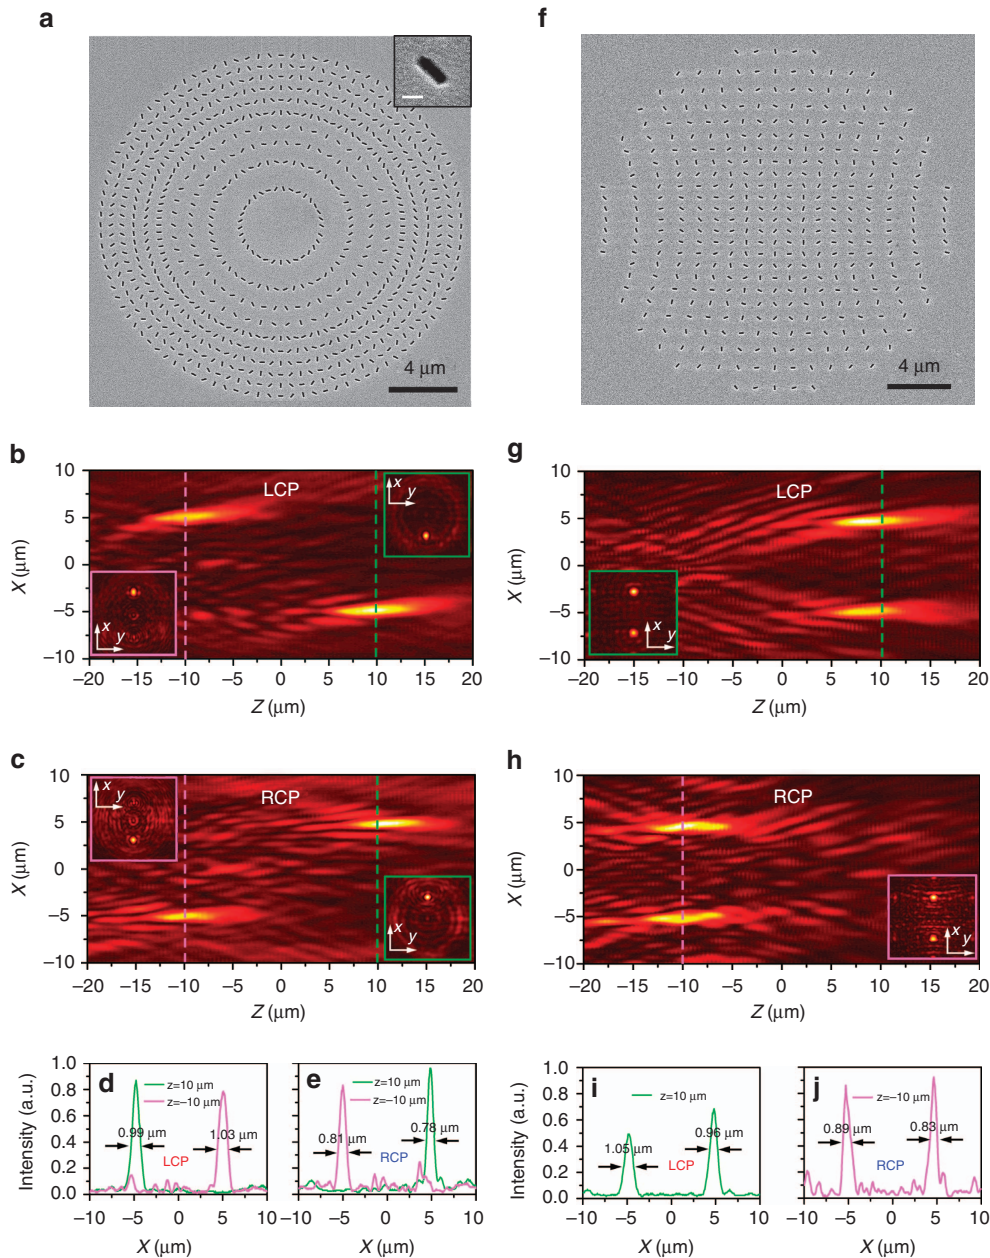 a
4 μm
f
4 μm
b
10
5
0
−5
−10
X (μm)
LCP
x
y
x
y
−20 −15 −10 −5 0 5 10 15 20
Z (μm)
g
10
5
0
−5
−10
X (μm)
LCP
x
y
−20 −15 −10 −5 0 5 10 15 20
Z (μm)
c
10
5
0
−5
−10
X (μm)
RCP
x
y
x
y
−20 −15 −10 −5 0 5 10 15 20
Z (μm)
h
10
5
0
−5
−10
X (μm)
RCP
x
y
−20 −15 −10 −5 0 5 10 15 20
Z (μm)
d
1.0
0.8
0.6
0.4
0.2
0.0
Intensity (a.u.)
z=10 μm
z=−10 μm
0.99 μm
1.03 μm
LCP
−10 −5 0 5 10
X (μm)
e
z=10 μm
z=−10 μm
0.81 μm
0.78 μm
RCP
−10 −5 0 5 10
X (μm)
i
1.0
0.8
0.6
0.4
0.2
0.0
Intensity (a.u.)
z=10 μm
1.05 μm
0.96 μm
LCP
−10 −5 0 5 10
X (μm)
j
z=−10 μm
0.89 μm
0.83 μm
RCP
−10 −5 0 5 10
X (μm)